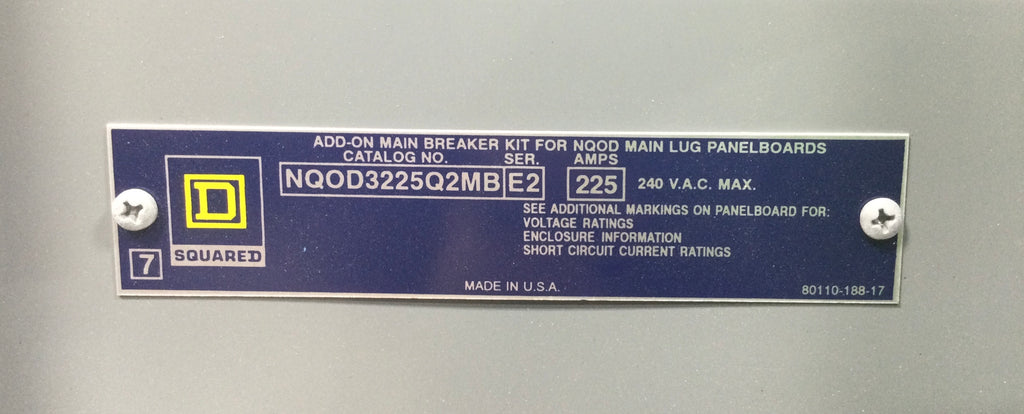 ADD-ON MAIN BREAKER KIT FOR NQOD MAIN LUG PANELBOARDS
CATALOG NO. SER. AMPS
NQOD3225Q2MB E2 225 240 V.A.C. MAX.
SEE ADDITIONAL MARKINGS ON PANELBOARD FOR:
VOLTAGE RATINGS
ENCLOSURE INFORMATION
SHORT CIRCUIT CURRENT RATINGS
D
SQUARE D
7
MADE IN U.S.A.
80110-188-17